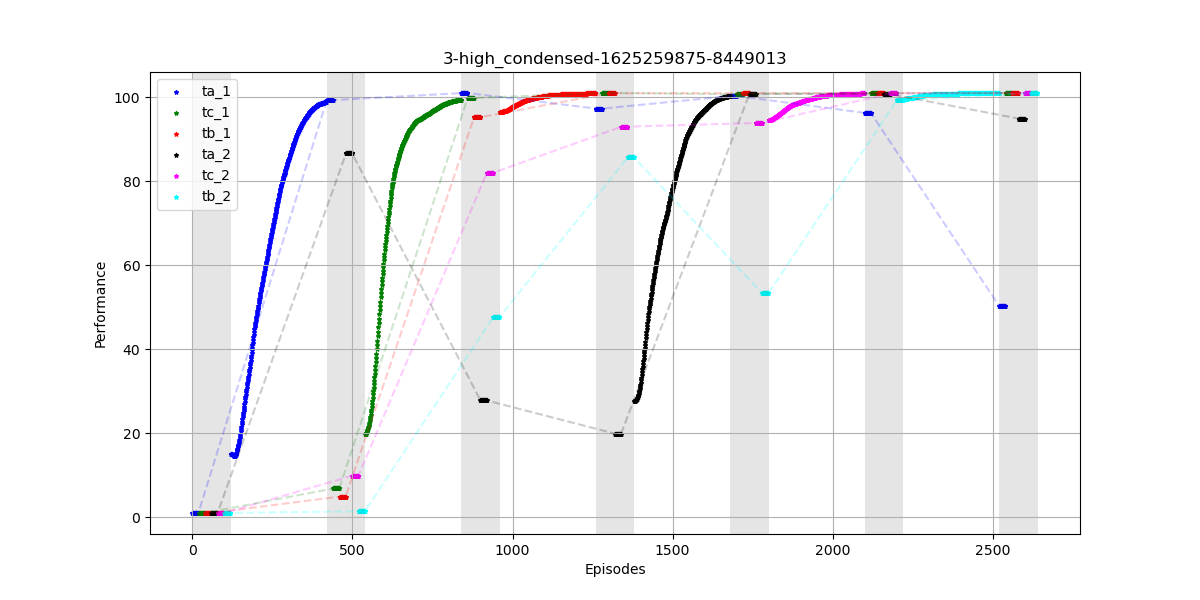 3-high_condensed-1625259875-8449013
ta_1
tc_1
tb_1
ta_2
tc_2
tb_2
100
80
60
40
20
0
Performance
0 500 1000 1500 2000 2500
Episodes